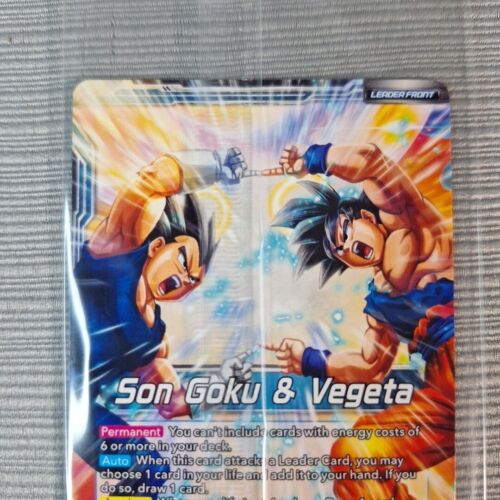 LEADER FRONT
Son Goku & Vegeta
Permanent You can't include cards with energy costs of
6 or more in your deck.
Auto When this card attacks a Leader Card, you may
choose 1 card in your life and add it to your hand. If you
do so, draw 1 card.